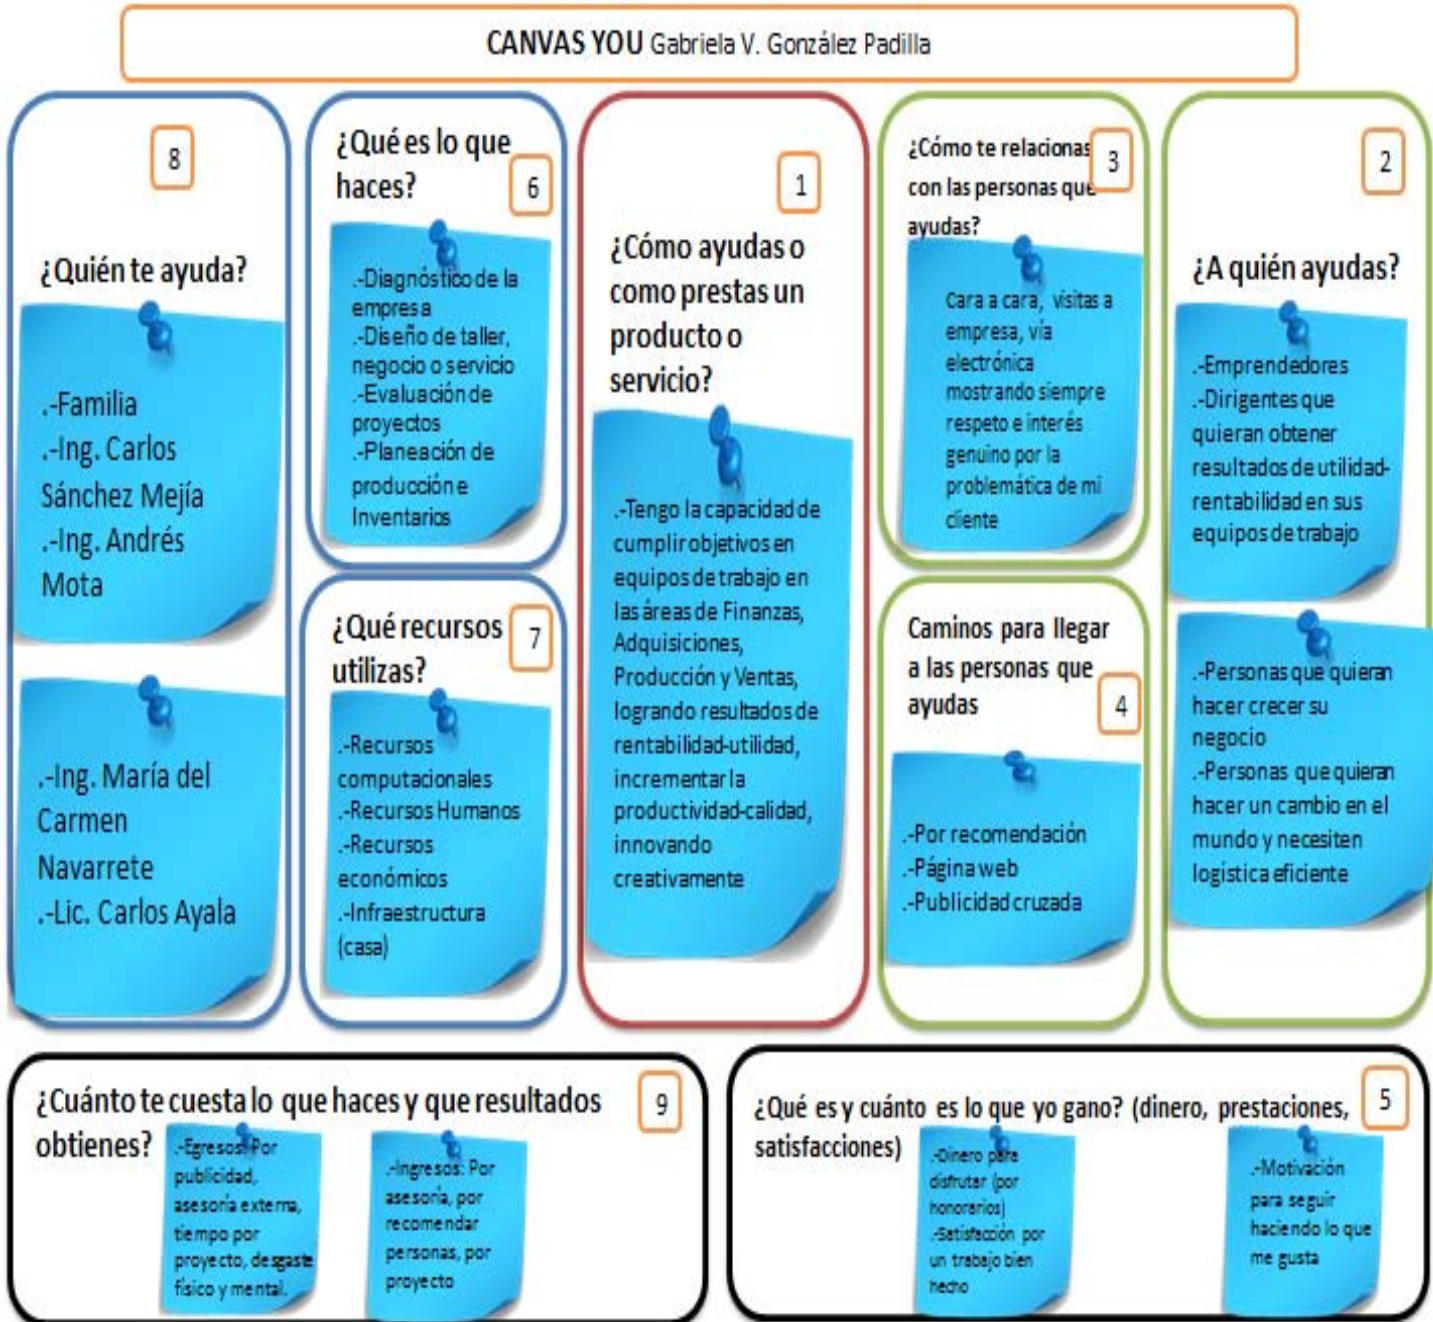 CANVAS YOU Gabriela V. González Padilla
8
¿Quién te ayuda?
.-Familia
.-Ing. Carlos
Sánchez Mejía
.-Ing. Andrés
Mota
.-Ing. María del
Carmen
Navarrete
.-Lic. Carlos Ayala
¿Qué es lo que
haces?
6
.-Diagnóstico de la
empresa
.-Diseño de taller,
negocio o servicio
.-Evaluación de
proyectos
.-Planeación de
producción e
Inventarios
¿Qué recursos
utilizas?
7
.-Recursos
computacionales
.-Recursos Humanos
.-Recursos
económicos
.-Infraestructura
(casa)
1
¿Cómo ayudas o
como prestas un
producto o
servicio?
.-Tengo la capacidad de
cumplir objetivos en
equipos de trabajo en
las áreas de Finanzas,
Adquisiciones,
Producción y Ventas,
logrando resultados de
rentabilidad-utilidad,
incrementar la
productividad-calidad,
innovando
creativamente
¿Cómo te relacionas
con las personas que
ayudas?
3
Cara a cara, visitas a
empresa, vía
electrónica
mostrando siempre
respeto e interés
genuino por la
problemática de mi
cliente
Caminos para llegar
a las personas que
ayudas
4
.-Por recomendación
.-Página web
.-Publicidad cruzada
2
¿A quién ayudas?
.-Emprendedores
.-Dirigentes que
quieran obtener
resultados de utilidad-
rentabilidad en sus
equipos de trabajo
.-Personas que quieran
hacer crecer su
negocio
.-Personas que quieran
hacer un cambio en el
mundo y necesiten
logística eficiente
¿Cuánto te cuesta lo que haces y que resultados
obtienes?
9
.-Egresos: Por
publicidad,
asesoría externa,
tiempo por
proyecto, desgaste
físico y mental.
.-Ingresos: Por
asesoría, por
recomendar
personas, por
proyecto
¿Qué es y cuánto es lo que yo gano? (dinero, prestaciones,
satisfacciones)
5
.-Dinero para
disfrutar (por
honorarios)
.-Satisfacción por
un trabajo bien
hecho
.-Motivación
para seguir
haciendo lo que
me gusta